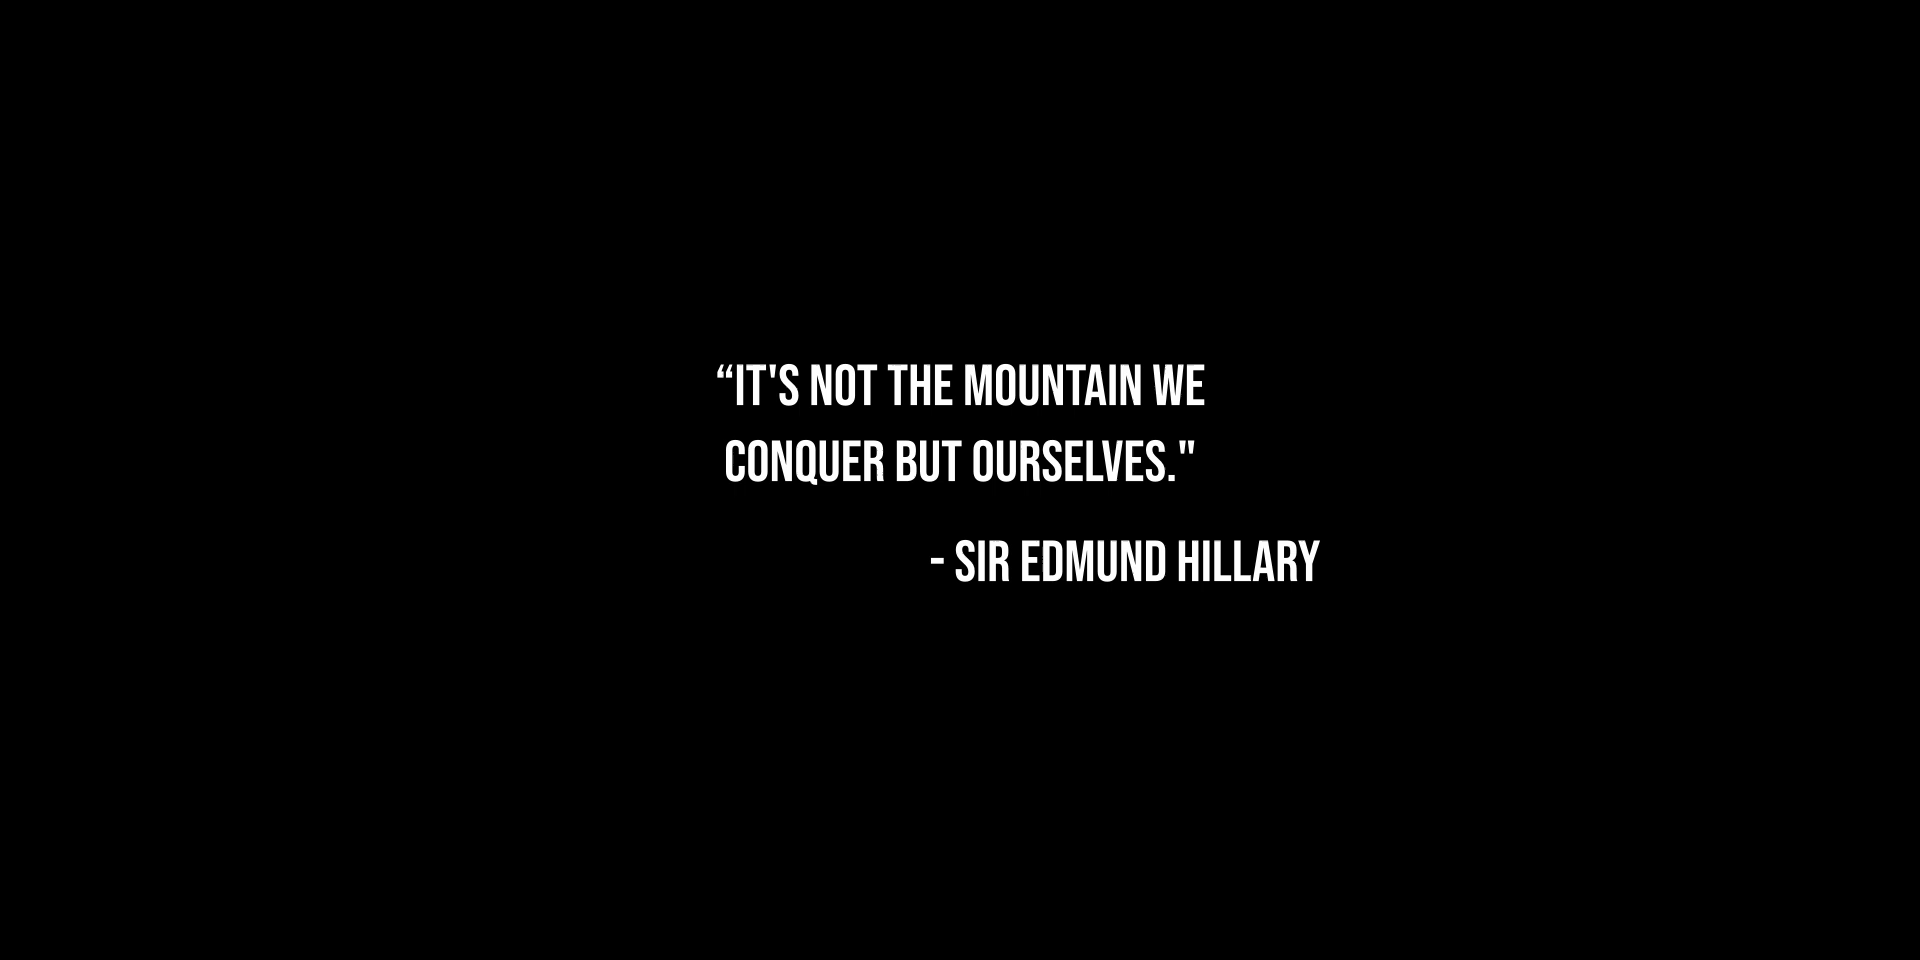 “IT'S NOT THE MOUNTAIN WE
CONQUER BUT OURSELVES."
- SIR EDMUND HILLARY